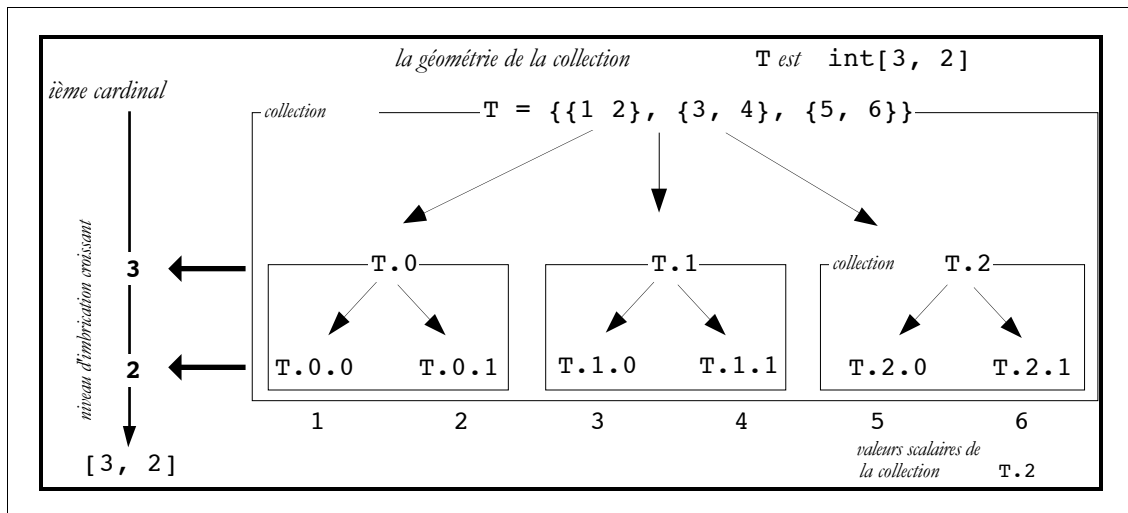 la géométrie de la collection T est int[3, 2]
ième cardinal
collection T = {{1 2}, {3, 4}, {5, 6}}
niveau d'imbrication croissant
3 T.0 T.1 collection T.2
2 T.0.0 T.0.1 T.1.0 T.1.1 T.2.0 T.2.1
1 2 3 4 5 6
[3, 2]
valeurs scalaires de
la collection T.2